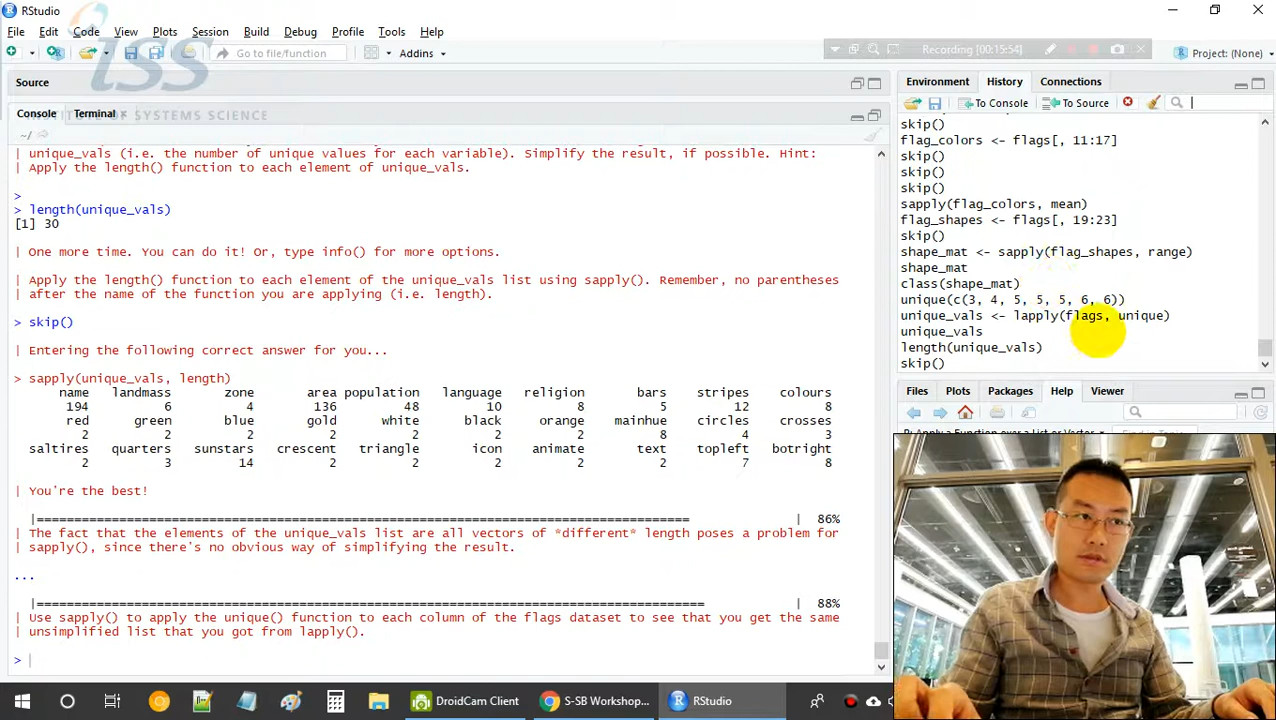 RStudio
File Edit Code View Plots Session Build Debug Profile Tools Help
Go to file/function Addins
Recording [00:15:54]
Project: (None)
iss
INSTITUTE OF SYSTEMS SCIENCE
Source
Console Terminal ×
~/
unique_vals (i.e. the number of unique values for each variable). Simplify the result, if possible. Hint:
| Apply the length() function to each element of unique_vals.
>
> length(unique_vals)
[1] 30
| One more time. You can do it! Or, type info() for more options.
| Apply the length() function to each element of the unique_vals list using sapply(). Remember, no parentheses
| after the name of the function you are applying (i.e. length).
> skip()
| Entering the following correct answer for you...
> sapply(unique_vals, length)
name landmass zone area population language religion bars stripes colours
194 6 4 136 48 10 8 5 12 8
red green blue gold white black orange mainhue circles crosses
2 2 2 2 2 2 2 8 4 3
saltires quarters sunstars crescent triangle icon animate text topleft botright
2 3 14 2 2 2 2 2 7 8
| You're the best!
|======================================================================================= | 86%
| The fact that the elements of the unique_vals list are all vectors of *different* length poses a problem for
| sapply(), since there's no obvious way of simplifying the result.
...
|========================================================================================= | 88%
| Use sapply() to apply the unique() function to each column of the flags dataset to see that you get the same
| unsimplified list that you got from lapply().
>
Environment History Connections
To Console To Source
skip()
flag_colors <- flags[, 11:17]
skip()
skip()
skip()
sapply(flag_colors, mean)
flag_shapes <- flags[, 19:23]
skip()
shape_mat <- sapply(flag_shapes, range)
shape_mat
class(shape_mat)
unique(c(3, 4, 5, 5, 5, 6, 6))
unique_vals <- lapply(flags, unique)
unique_vals
length(unique_vals)
skip()
Files Plots Packages Help Viewer
R: Apply a Function over a List or Vector Find in Topic
DroidCam Client S-SB Workshop... RStudio